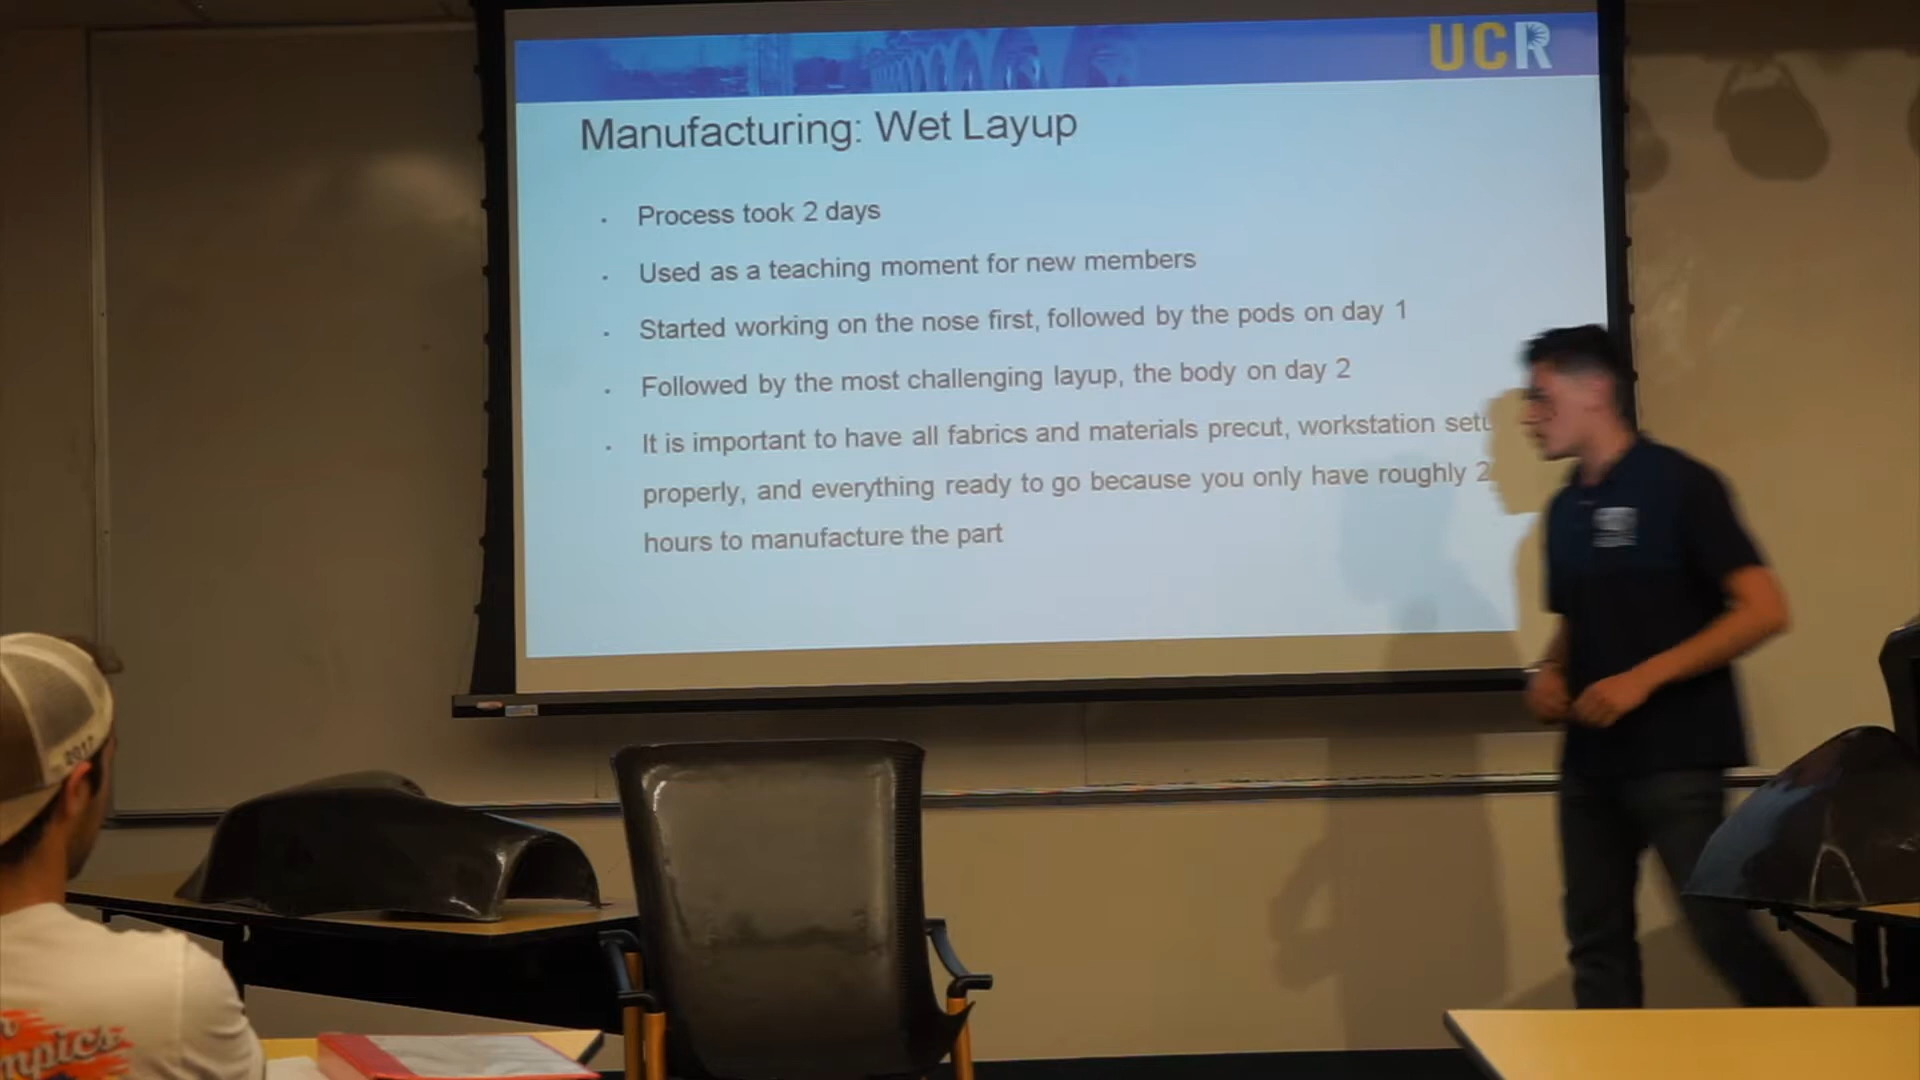 UCR
Manufacturing: Wet Layup
Process took 2 days
Used as a teaching moment for new members
Started working on the nose first, followed by the pods on day 1
Followed by the most challenging layup, the body on day 2
It is important to have all fabrics and materials precut, workstation
properly, and everything ready to go because you only have roughly 2
hours to manufacture the part
2017